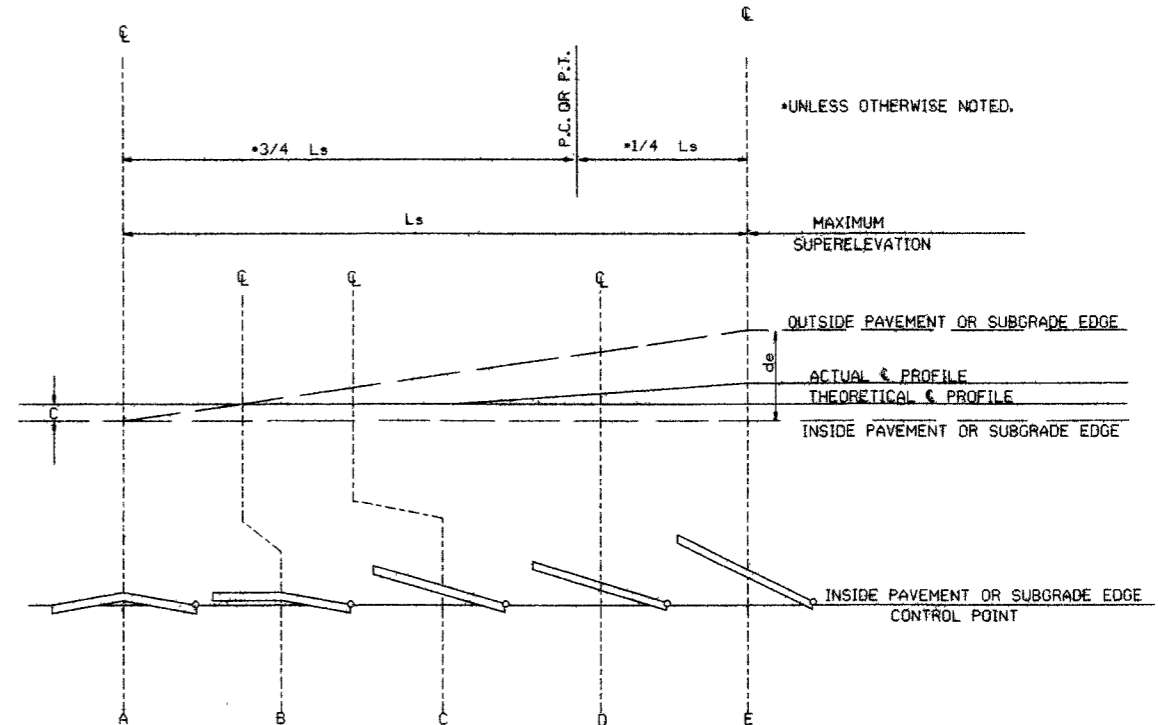 ℄
℄
P.C. OR P.T.
*UNLESS OTHERWISE NOTED.
*3/4 Ls
*1/4 Ls
Ls
MAXIMUM
SUPERELEVATION
℄
℄
℄
OUTSIDE PAVEMENT OR SUBGRADE EDGE
de
ACTUAL ℄ PROFILE
THEORETICAL ℄ PROFILE
C
INSIDE PAVEMENT OR SUBGRADE EDGE
INSIDE PAVEMENT OR SUBGRADE EDGE
CONTROL POINT
A
B
C
D
E